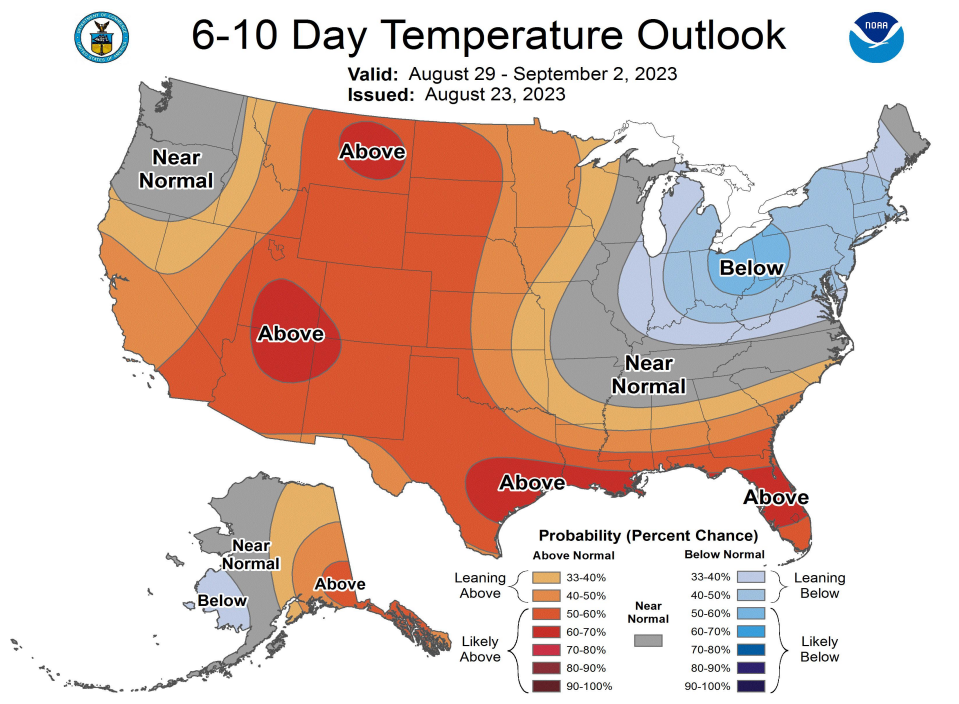 6-10 Day Temperature Outlook
NOAA
Valid: August 29 - September 2, 2023
Issued: August 23, 2023
Near
Normal
Above
Below
Above
Near
Normal
Above
Above
Near
Normal
Above
Below
Probability (Percent Chance)
Above Normal
Below Normal
Leaning
Above
Likely
Above
33-40%
40-50%
50-60%
60-70%
70-80%
80-90%
90-100%
Near
Normal
33-40%
40-50%
50-60%
60-70%
70-80%
80-90%
90-100%
Leaning
Below
Likely
Below